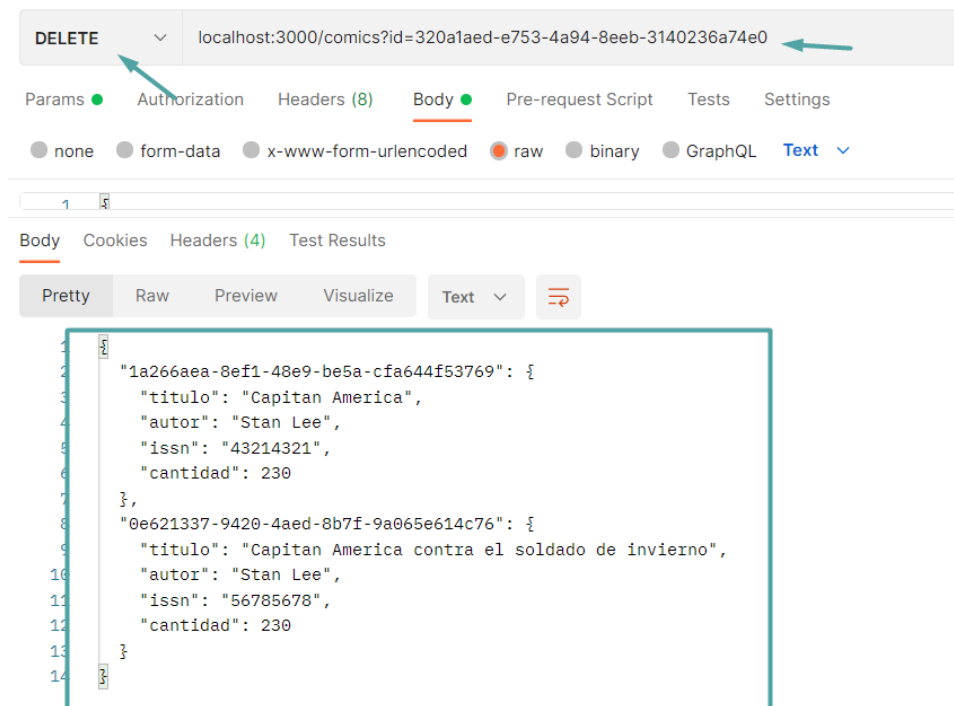 DELETE localhost:3000/comics?id=320a1aed-e753-4a94-8eeb-3140236a74e0
Params Authorization Headers (8) Body Pre-request Script Tests Settings
none form-data x-www-form-urlencoded raw binary GraphQL Text
1 {
Body Cookies Headers (4) Test Results
Pretty Raw Preview Visualize Text
1 {
2 "1a266aea-8ef1-48e9-be5a-cfa644f53769": {
3 "titulo": "Capitan America",
4 "autor": "Stan Lee",
5 "issn": "43214321",
6 "cantidad": 230
7 },
8 "0e621337-9420-4aed-8b7f-9a065e614c76": {
9 "titulo": "Capitan America contra el soldado de invierno",
10 "autor": "Stan Lee",
11 "issn": "56785678",
12 "cantidad": 230
13 }
14 }